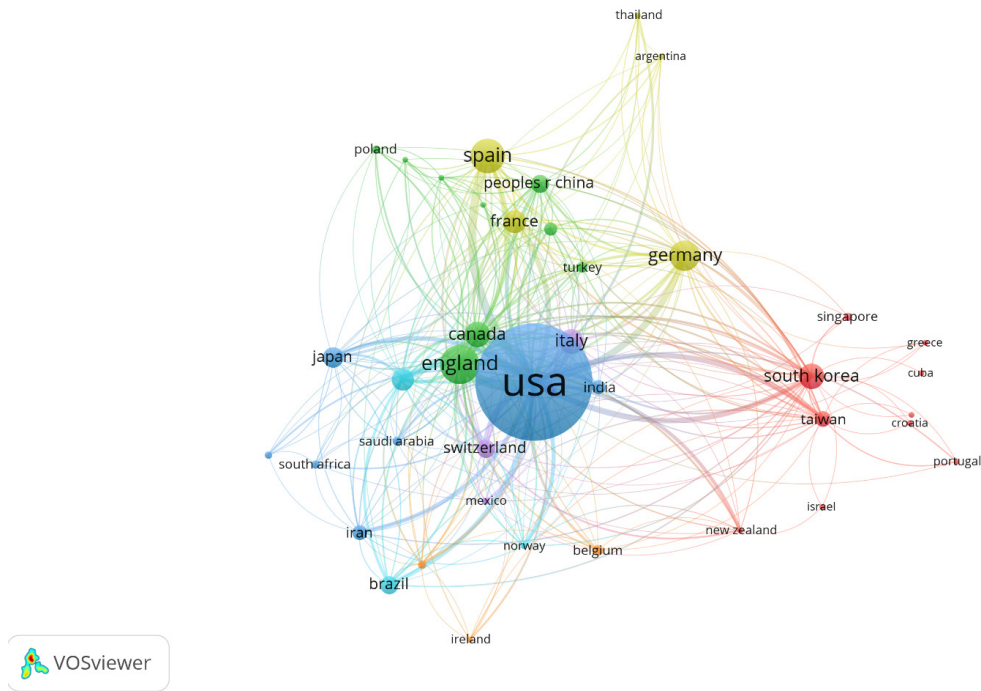 thailand
argentina
poland
spain
peoples r china
france
germany
turkey
singapore
canada
italy
greece
japan
england
usa
india
south korea
cuba
taiwan
croatia
saudi arabia
switzerland
south africa
portugal
mexico
israel
iran
new zealand
norway
belgium
brazil
ireland
VOSviewer